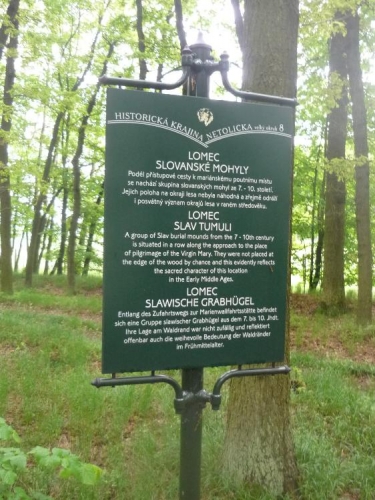 HISTORICKÁ KRAJINA NETOLICKA velký okruh 8
LOMEC
SLOVANSKÉ MOHYLY
Podél přístupové cesty k mariánskému poutnímu místu
se nachází skupina slovanských mohyl ze 7. - 10. století.
Jejich poloha na okraji lesa nebyla náhodná a zřejmě odráží
i posvátný význam okrajů lesa v raném středověku.
LOMEC
SLAV TUMULI
A group of Slav burial mounds from the 7 - 10th century
is situated in a row along the approach to the place
of pilgrimage of the Virgin Mary. They were not placed at
the edge of the wood by chance and this evidently reflects
the sacred character of this location
in the Early Middle Ages.
LOMEC
SLAWISCHE GRABHÜGEL
Entlang des Zufahrtswegs zur Marienwallfahrtsstätte befindet
sich eine Gruppe slawischer Grabhügel aus dem 7. bis 10. Jhdt.
Ihre Lage am Waldrand war nicht zufällig und reflektiert
offenbar auch die weihevolle Bedeutung der Waldränder
im Frühmittelalter.